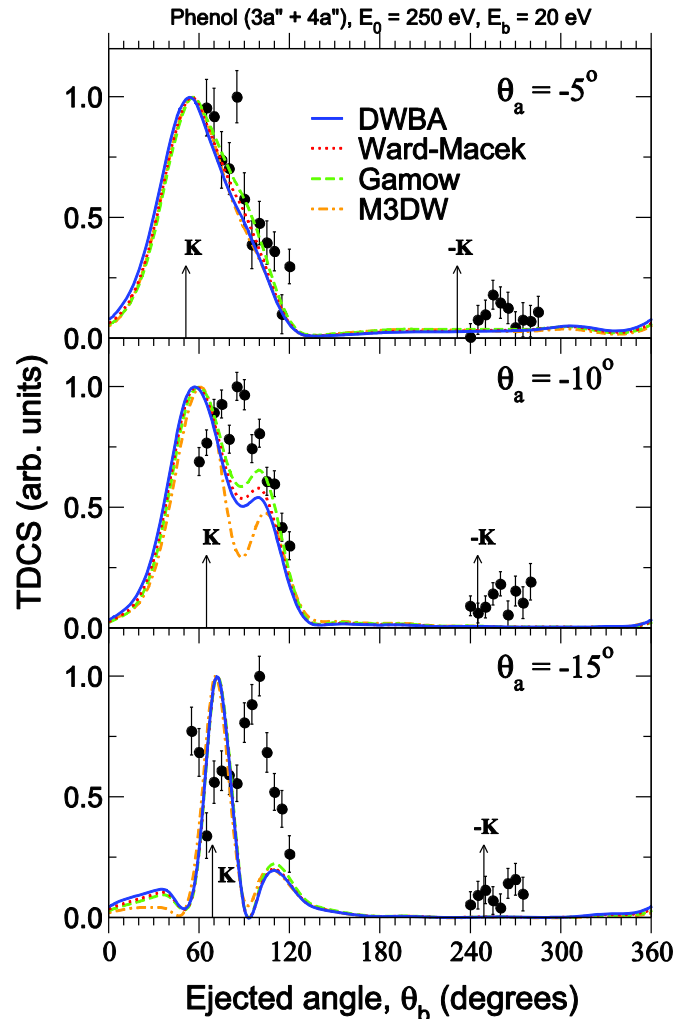 Phenol (3a" + 4a"), E0 = 250 eV, Eb = 20 eV
θa = -5°
DWBA
Ward-Macek
Gamow
M3DW
1.0
0.5
0.0
K
-K
θa = -10°
1.0
0.5
0.0
K
-K
θa = -15°
1.0
0.5
0.0
K
-K
TDCS (arb. units)
0 60 120 180 240 300 360
Ejected angle, θb (degrees)